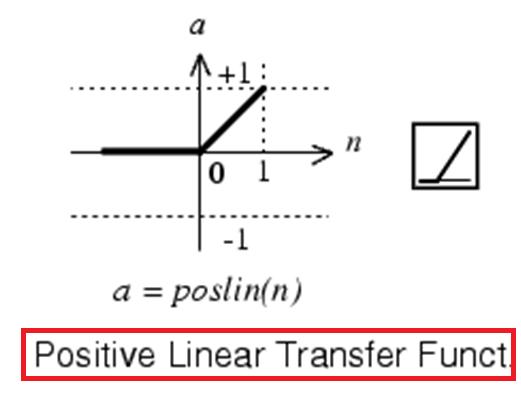 a
+1
n
0 1
-1
a = poslin(n)
Positive Linear Transfer Funct.